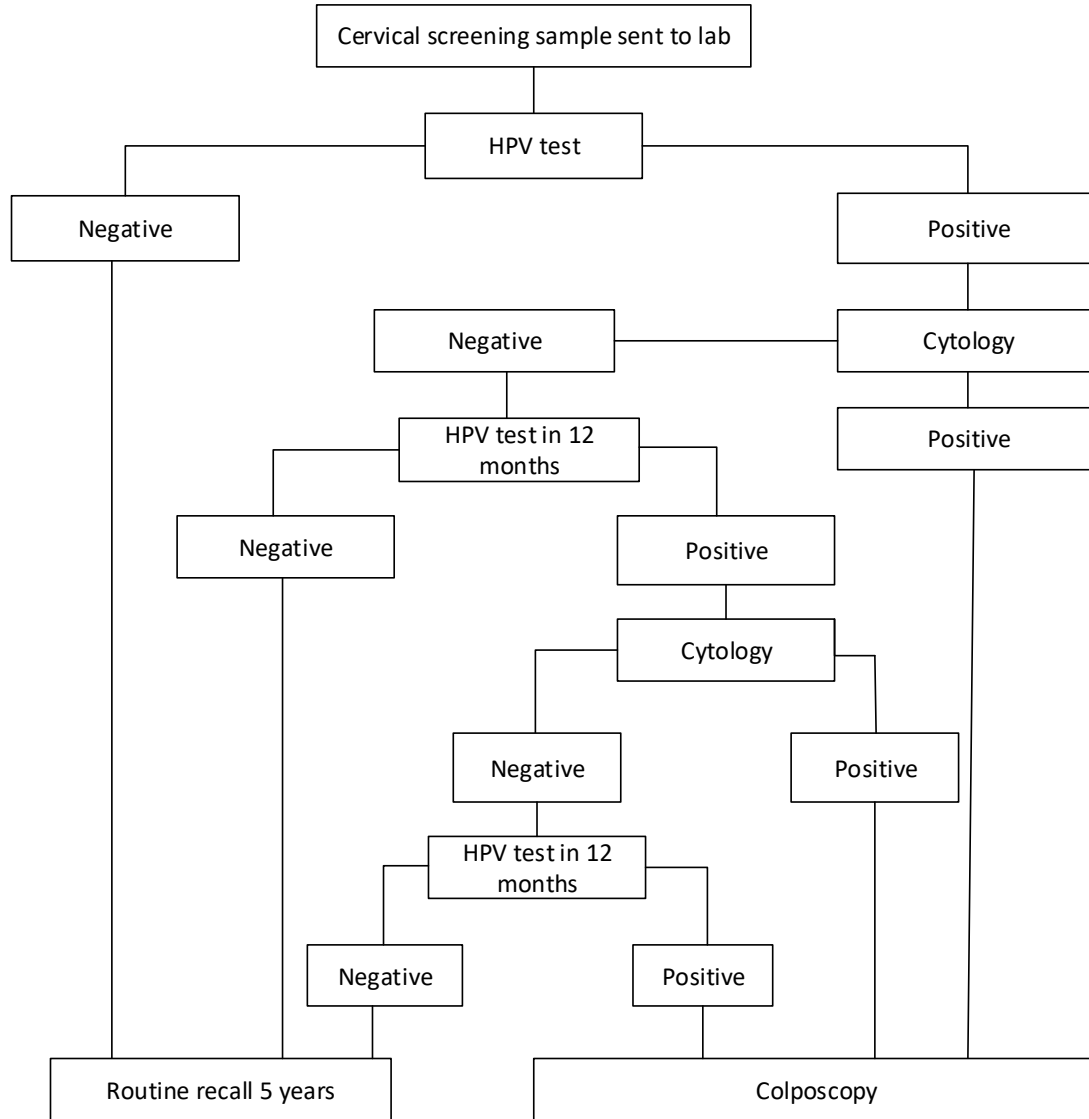 Cervical screening sample sent to lab
HPV test
Negative
Positive
Negative
Cytology
Positive
HPV test in 12
months
Negative
Positive
Cytology
Negative
Positive
HPV test in 12
months
Negative
Positive
Routine recall 5 years
Colposcopy